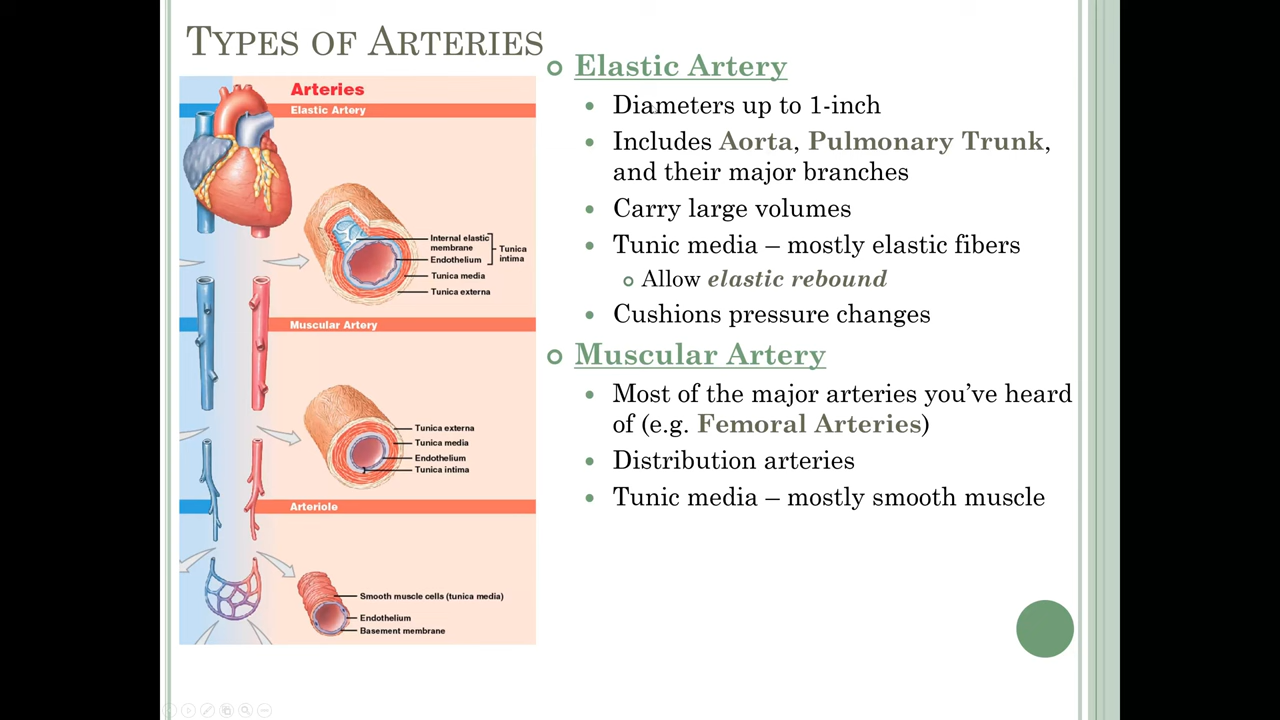 TYPES OF ARTERIES
Arteries
Elastic Artery
Internal elastic
membrane
Endothelium
Tunica
intima
Tunica media
Tunica externa
Muscular Artery
Tunica externa
Tunica media
Endothelium
Tunica intima
Arteriole
Smooth muscle cells (tunica media)
Endothelium
Basement membrane
Elastic Artery
Diameters up to 1-inch
Includes Aorta, Pulmonary Trunk,
and their major branches
Carry large volumes
Tunic media – mostly elastic fibers
Allow elastic rebound
Cushions pressure changes
Muscular Artery
Most of the major arteries you’ve heard
of (e.g. Femoral Arteries)
Distribution arteries
Tunic media – mostly smooth muscle